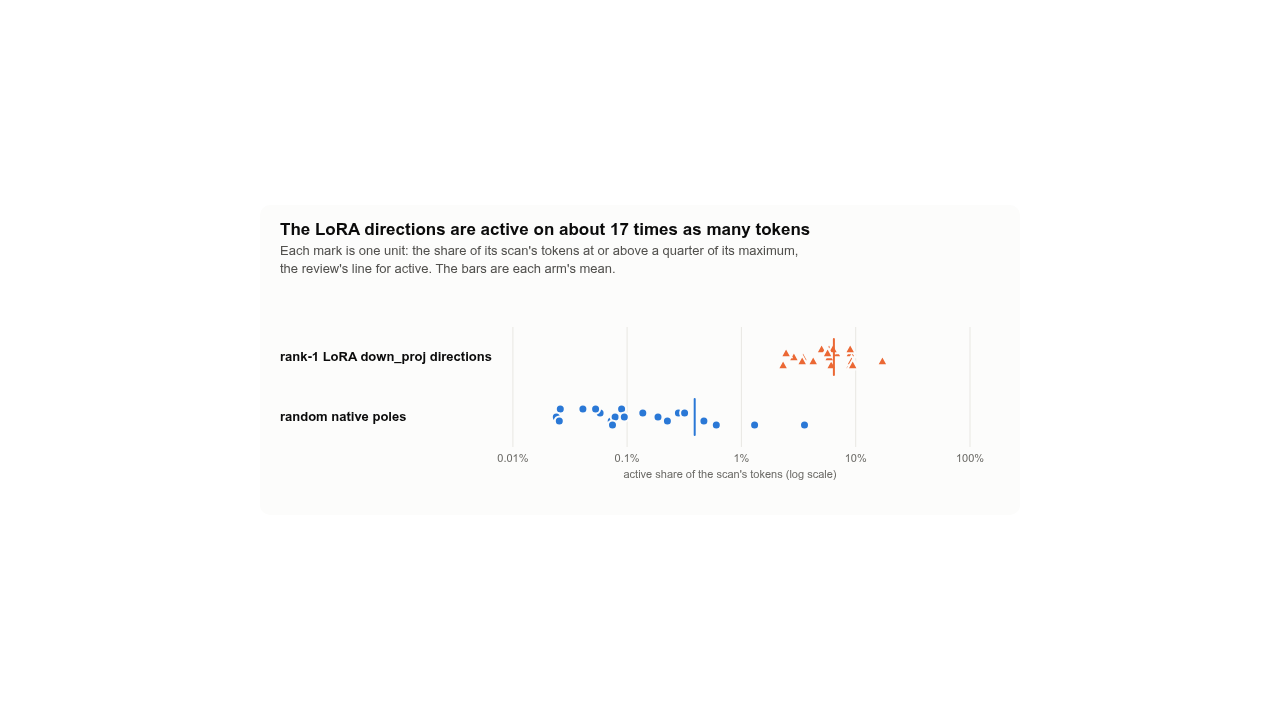 The LoRA directions are active on about 17 times as many tokens
Each mark is one unit: the share of its scan's tokens at or above a quarter of its maximum,
the review's line for active. The bars are each arm's mean.
rank-1 LoRA down_proj directions
random native poles
0.01% 0.1% 1% 10% 100%
active share of the scan's tokens (log scale)